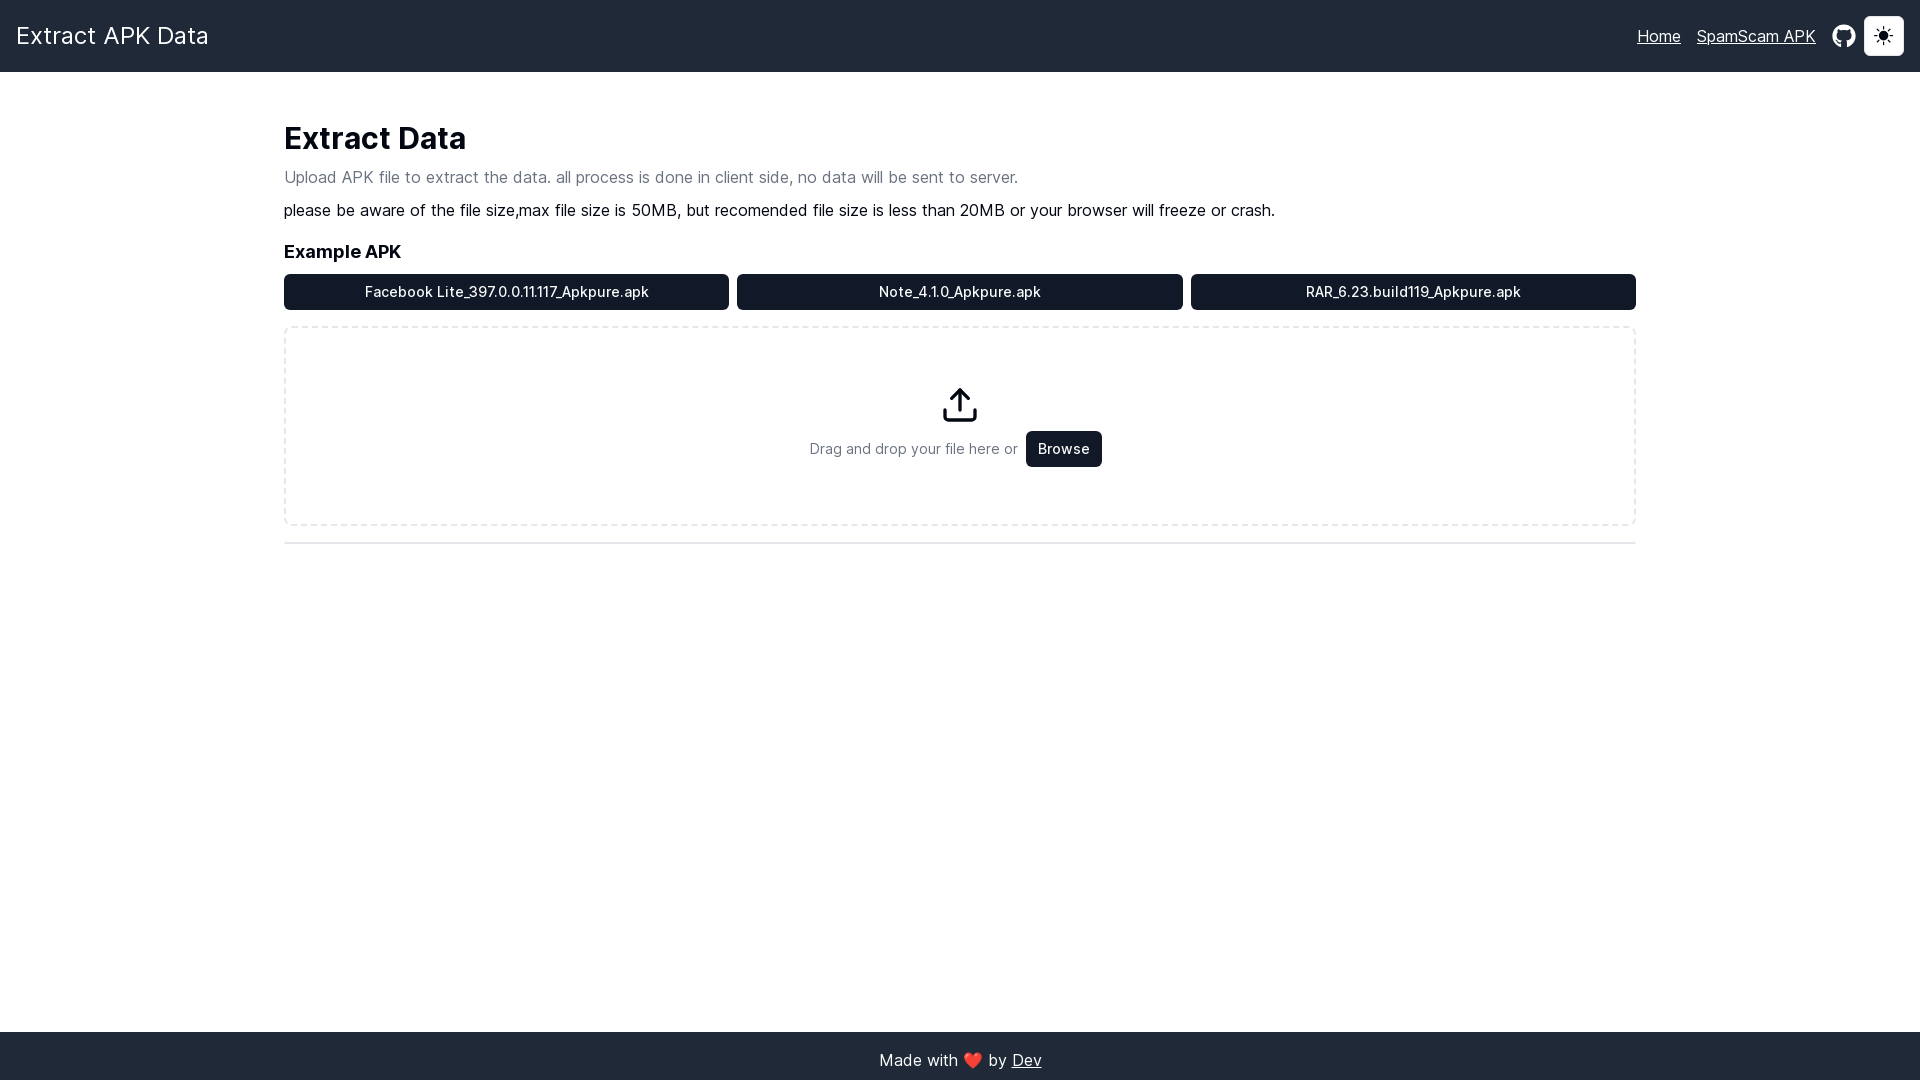 Extract APK Data
Home
SpamScam APK
Extract Data
Upload APK file to extract the data. all process is done in client side, no data will be sent to server.
please be aware of the file size,max file size is 50MB, but recomended file size is less than 20MB or your browser will freeze or crash.
Example APK
Facebook Lite_397.0.0.11.117_Apkpure.apk
Note_4.1.0_Apkpure.apk
RAR_6.23.build119_Apkpure.apk
Drag and drop your file here or
Browse
Made with ❤️ by Dev